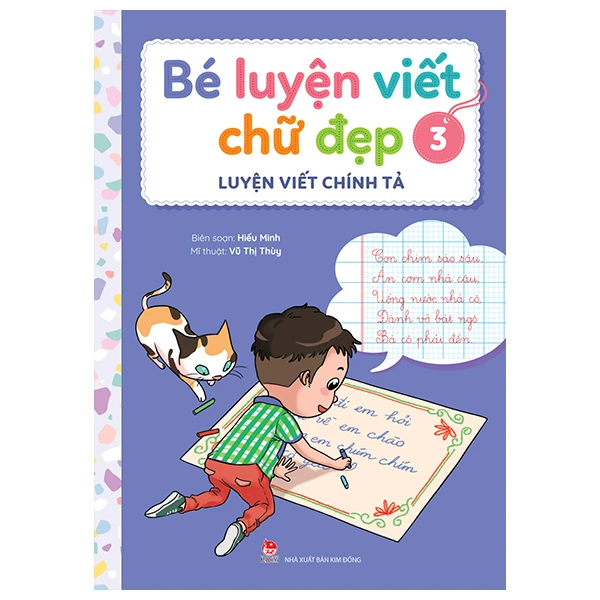 Bé luyện viết
chữ đẹp 3
LUYỆN VIẾT CHÍNH TẢ
Biên soạn: Hiếu Minh
Mĩ thuật: Vũ Thị Thùy
Con chim sáo sậu,
Ăn cơm nhà cậu,
Uống nước nhà cô,
Đánh vỡ bát ngô
Bà cô phải đền.
đi em hỏi
về em chào
em chúm chím
NHÀ XUẤT BẢN KIM ĐỒNG